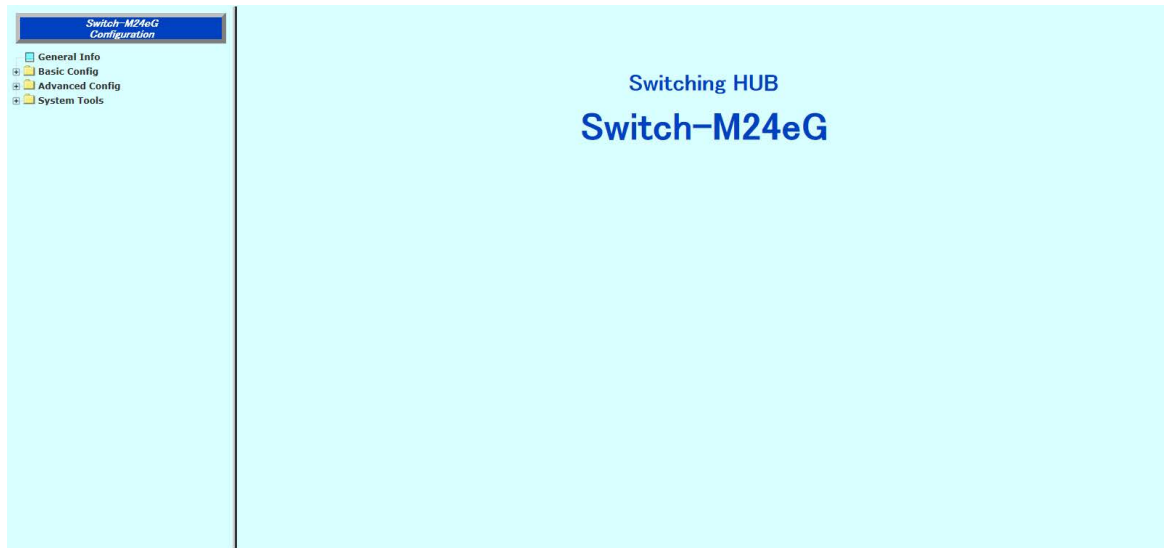 Switch-M24eG
Configuration
General Info
Basic Config
Advanced Config
System Tools
Switching HUB
Switch-M24eG